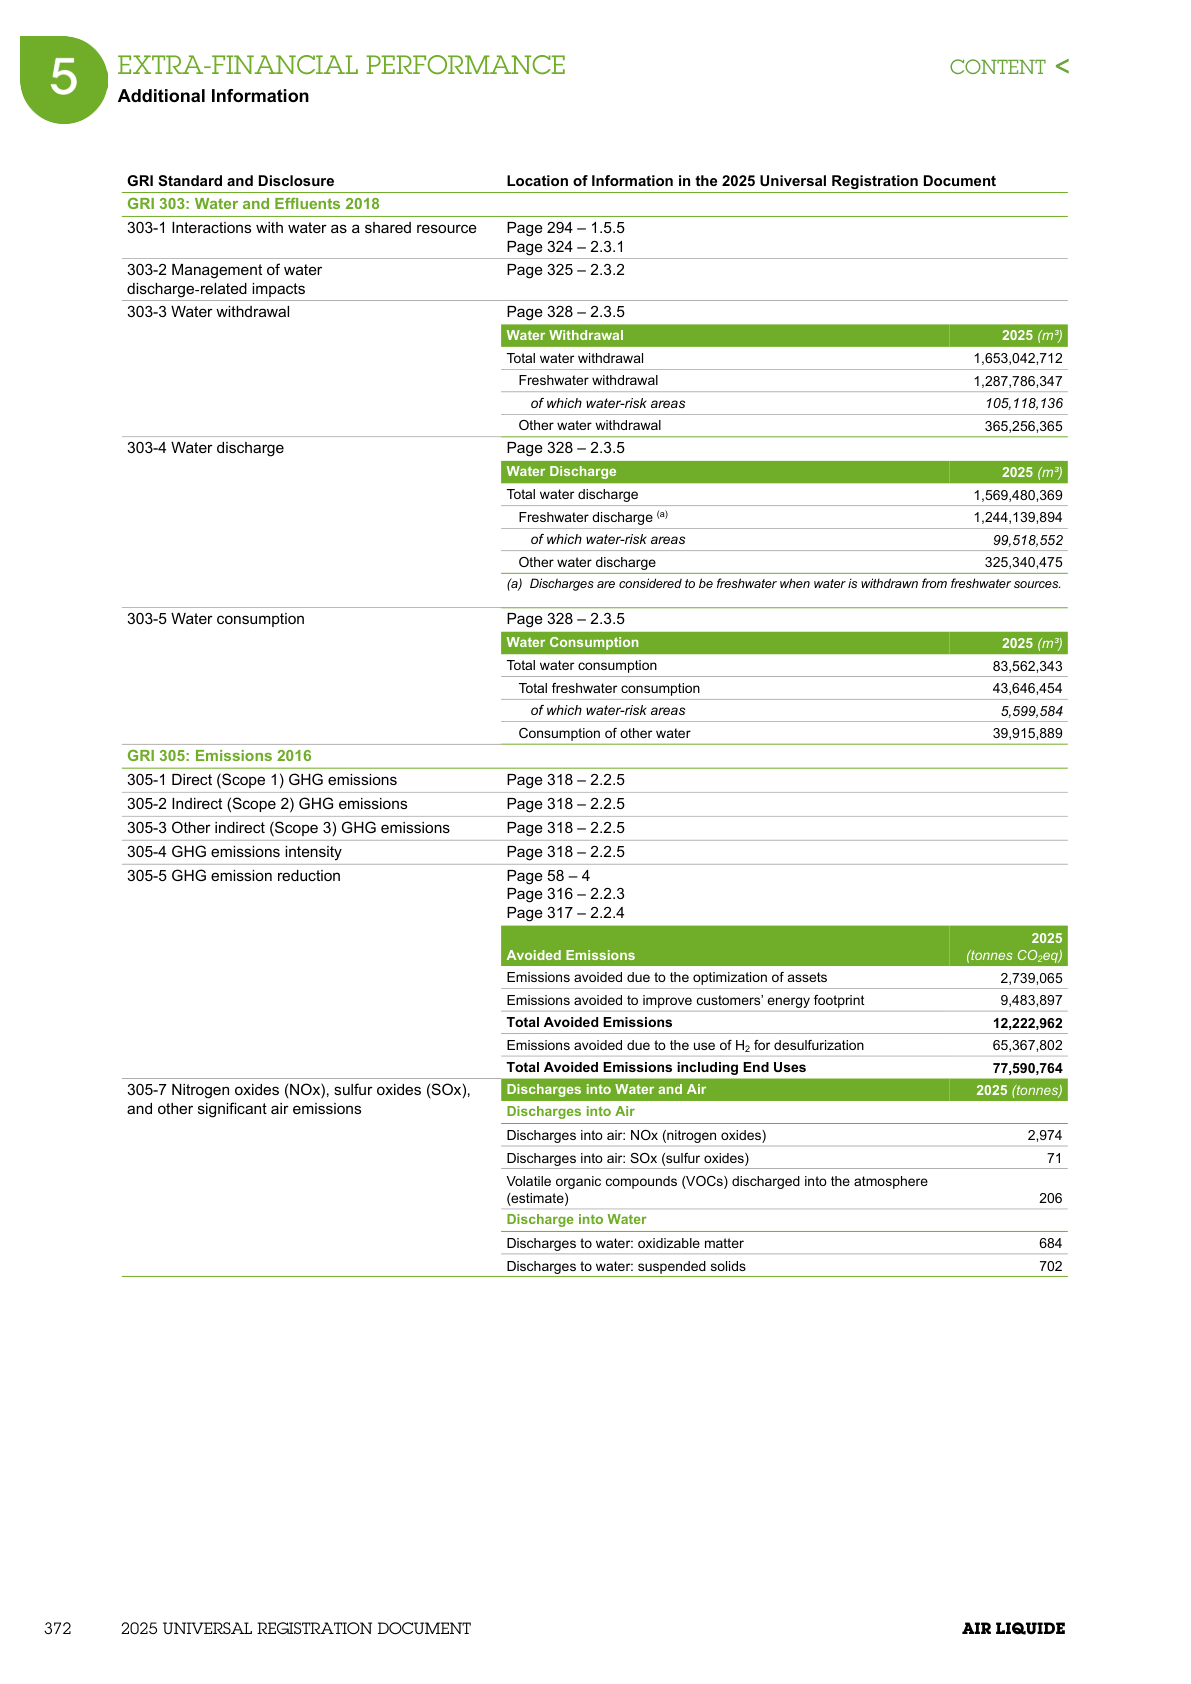 5
EXTRA-FINANCIAL PERFORMANCE
CONTENT <
Additional Information
GRI Standard and Disclosure Location of Information in the 2025 Universal Registration Document
GRI 303: Water and Effluents 2018
303-1 Interactions with water as a shared resource Page 294 – 1.5.5
Page 324 – 2.3.1
303-2 Management of water Page 325 – 2.3.2
discharge-related impacts
303-3 Water withdrawal Page 328 – 2.3.5
Water Withdrawal 2025 (m³)
Total water withdrawal 1,653,042,712
Freshwater withdrawal 1,287,786,347
of which water-risk areas 105,118,136
Other water withdrawal 365,256,365
303-4 Water discharge Page 328 – 2.3.5
Water Discharge 2025 (m³)
Total water discharge 1,569,480,369
Freshwater discharge (a) 1,244,139,894
of which water-risk areas 99,518,552
Other water discharge 325,340,475
(a) Discharges are considered to be freshwater when water is withdrawn from freshwater sources.
303-5 Water consumption Page 328 – 2.3.5
Water Consumption 2025 (m³)
Total water consumption 83,562,343
Total freshwater consumption 43,646,454
of which water-risk areas 5,599,584
Consumption of other water 39,915,889
GRI 305: Emissions 2016
305-1 Direct (Scope 1) GHG emissions Page 318 – 2.2.5
305-2 Indirect (Scope 2) GHG emissions Page 318 – 2.2.5
305-3 Other indirect (Scope 3) GHG emissions Page 318 – 2.2.5
305-4 GHG emissions intensity Page 318 – 2.2.5
305-5 GHG emission reduction Page 58 – 4
Page 316 – 2.2.3
Page 317 – 2.2.4
2025
Avoided Emissions (tonnes CO₂eq)
Emissions avoided due to the optimization of assets 2,739,065
Emissions avoided to improve customers’ energy footprint 9,483,897
Total Avoided Emissions 12,222,962
Emissions avoided due to the use of H₂ for desulfurization 65,367,802
Total Avoided Emissions including End Uses 77,590,764
305-7 Nitrogen oxides (NOx), sulfur oxides (SOx), Discharges into Water and Air 2025 (tonnes)
and other significant air emissions Discharges into Air
Discharges into air: NOx (nitrogen oxides) 2,974
Discharges into air: SOx (sulfur oxides) 71
Volatile organic compounds (VOCs) discharged into the atmosphere
(estimate) 206
Discharge into Water
Discharges to water: oxidizable matter 684
Discharges to water: suspended solids 702
372 2025 UNIVERSAL REGISTRATION DOCUMENT AIR LIQUIDE